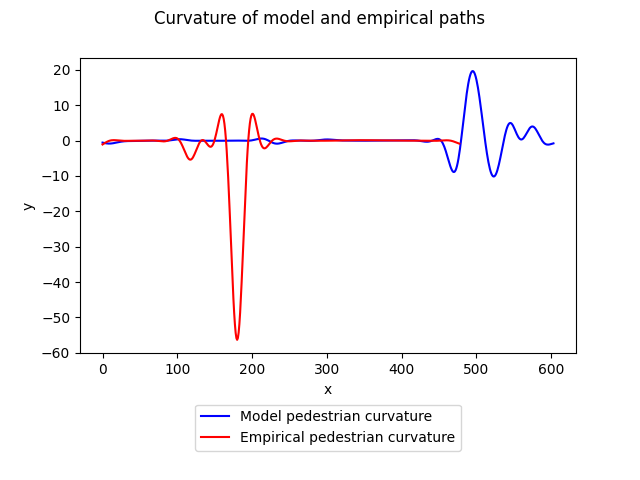 Curvature of model and empirical paths
20
10
0
−10
−20
−30
−40
−50
−60
y
0 100 200 300 400 500 600
x
Model pedestrian curvature
Empirical pedestrian curvature